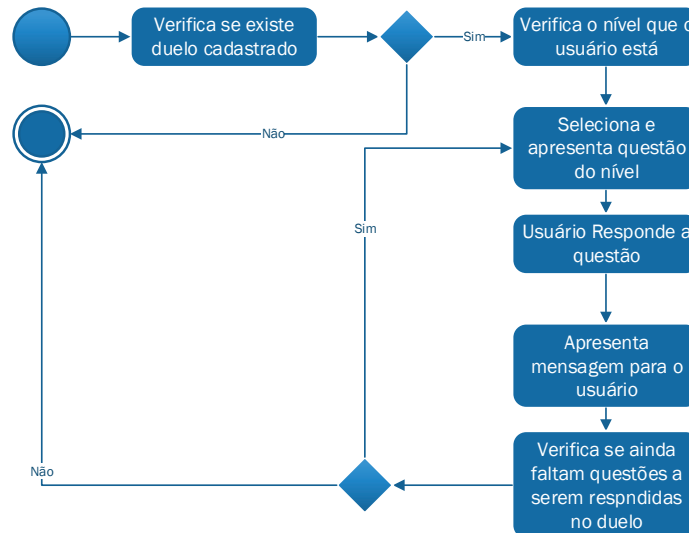 Verifica se existe
duelo cadastrado
Sim
Verifica o nível que o
usuário está
Não
Seleciona e
apresenta questão
do nível
Sim
Usuário Responde a
questão
Apresenta
mensagem para o
usuário
Verifica se ainda
faltam questões a
serem respndidas
no duelo
Não